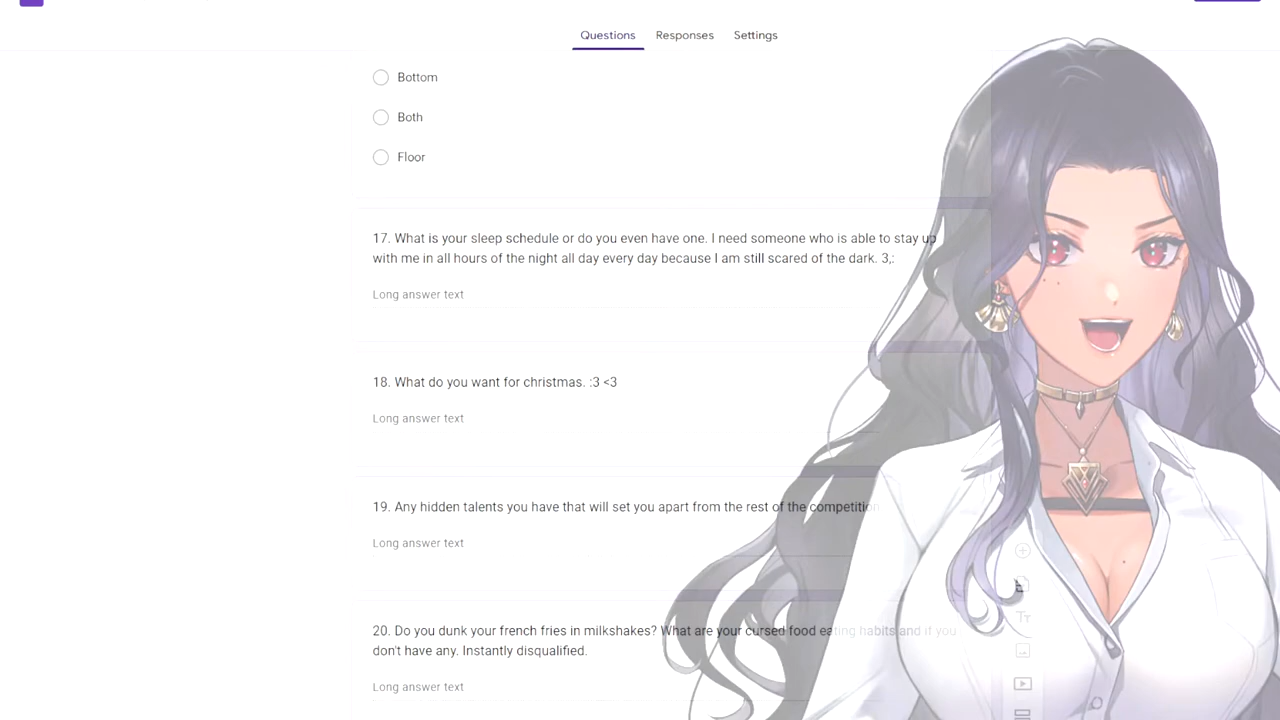 Questions Responses Settings
Bottom
Both
Floor
17. What is your sleep schedule or do you even have one. I need someone who is able to stay up
with me in all hours of the night all day every day because I am still scared of the dark. 3,:
Long answer text
18. What do you want for christmas. :3 <3
Long answer text
19. Any hidden talents you have that will set you apart from the rest of the competition
Long answer text
20. Do you dunk your french fries in milkshakes? What are your cursed food eating habits and if you
don't have any. Instantly disqualified.
Long answer text
Tт